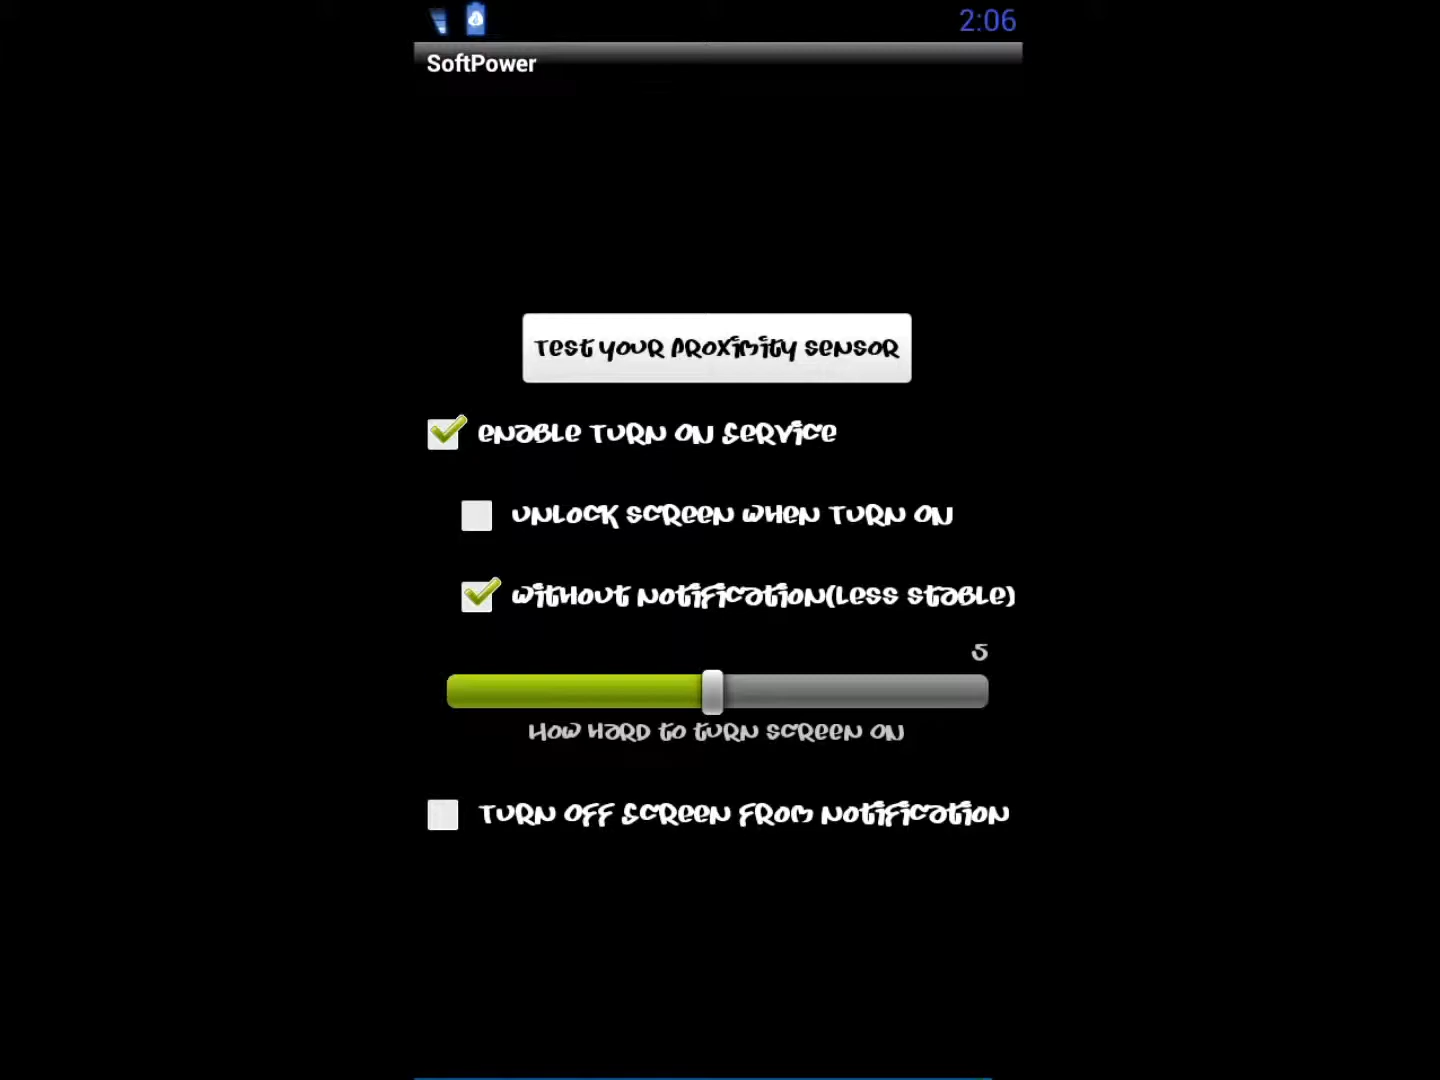 2:06
SoftPower
Test your Proximity Sensor
Enable Turn On Service
Unlock Screen When Turn On
Without Notification(Less Stable)
5
How hard to turn screen on
Turn Off Screen From Notification